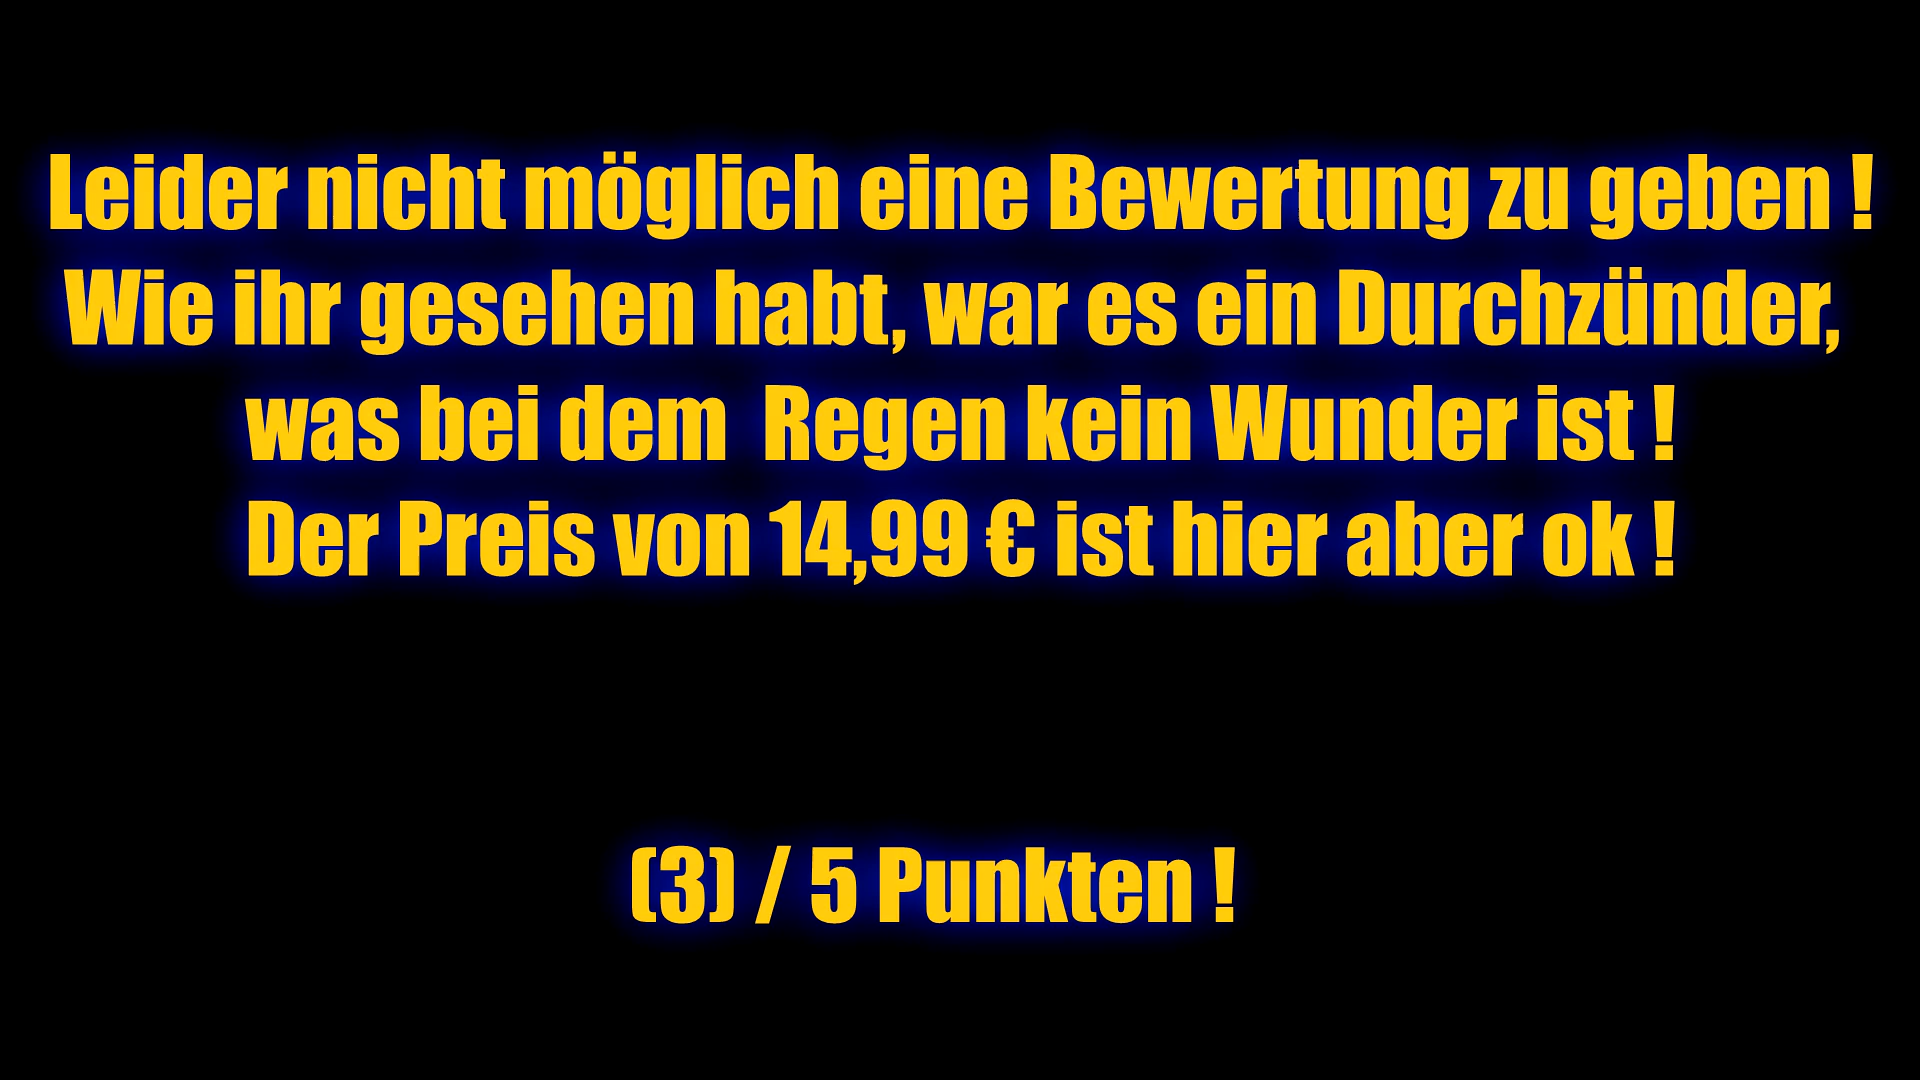 Leider nicht möglich eine Bewertung zu geben !
Wie ihr gesehen habt, war es ein Durchzünder,
was bei dem  Regen kein Wunder ist !
Der Preis von 14,99 € ist hier aber ok !
(3) / 5 Punkten !